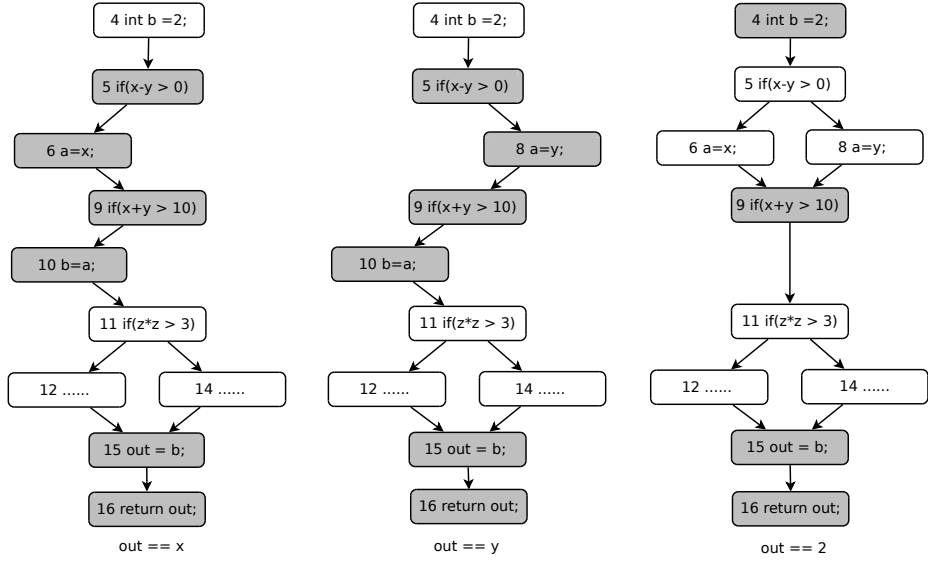 4 int b =2;
5 if(x-y > 0)
6 a=x;
9 if(x+y > 10)
10 b=a;
11 if(z*z > 3)
12 ......
14 ......
15 out = b;
16 return out;
out == x
4 int b =2;
5 if(x-y > 0)
8 a=y;
9 if(x+y > 10)
10 b=a;
11 if(z*z > 3)
12 ......
14 ......
15 out = b;
16 return out;
out == y
4 int b =2;
5 if(x-y > 0)
6 a=x;
8 a=y;
9 if(x+y > 10)
11 if(z*z > 3)
12 ......
14 ......
15 out = b;
16 return out;
out == 2